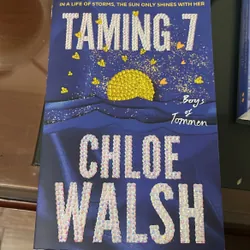 IN A LIFE OF STORMS, THE SUN ONLY SHINES WITH HER
TAMING 7
Boys
of
Tommen
CHLOE
WALSH